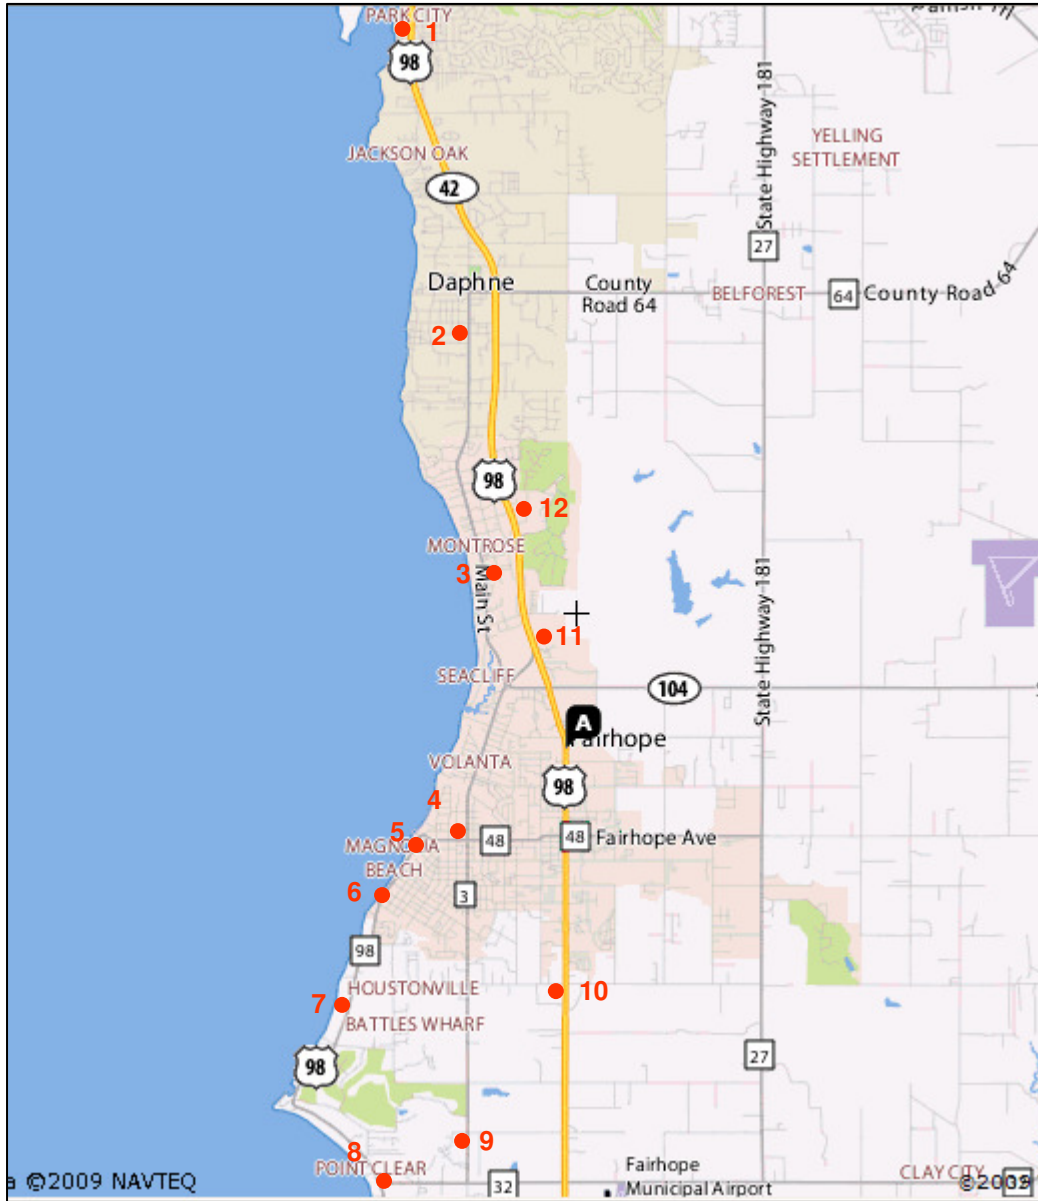 PARK CITY
1
98
JACKSON OAK
State Highway 181
YELLING
SETTLEMENT
42
27
Daphne
County
Road 64
BELFOREST
64
County Road 64
2
98
12
MONTROSE
3
Main St
State Highway 181
11
SEACLIFF
104
A
Fairhope
VOLANTA
98
4
5
MAGNOLIA
BEACH
48
48
Fairhope Ave
6
3
98
HOUSTONVILLE
10
7
BATTLES WHARF
98
27
9
8
POINT CLEAR
32
Fairhope
Municipal Airport
CLAY CITY
©2009 NAVTEQ
©2009